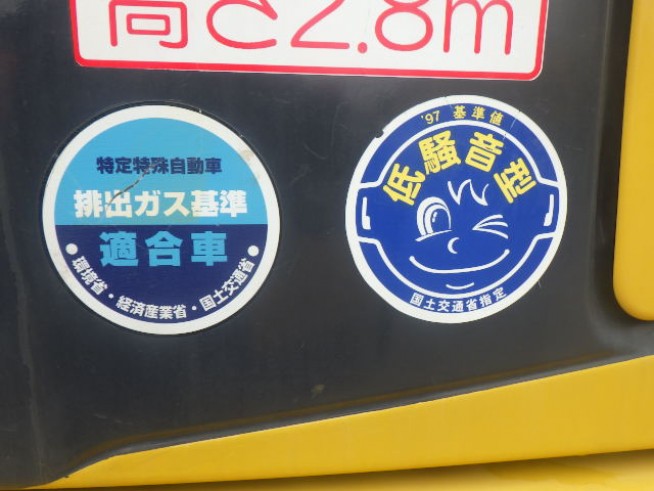 高さ2.8m
特定特殊自動車
排出ガス基準
適合車
●環境省・経済産業省・国土交通省●
'97 基準値
低騒音型
国土交通省指定